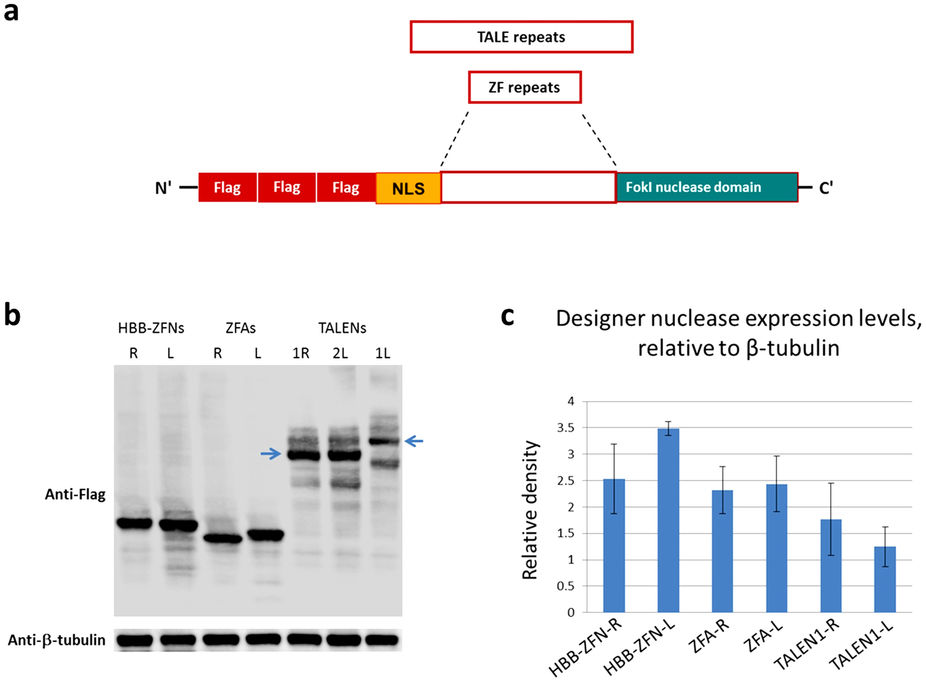 a
TALE repeats
ZF repeats
N' Flag Flag Flag NLS FokI nuclease domain C'
b
HBB-ZFNs ZFAs TALENs
R L R L 1R 2L 1L
Anti-Flag
Anti-β-tubulin
c
Designer nuclease expression levels,
relative to β-tubulin
Relative density
4
3.5
3
2.5
2
1.5
1
0.5
0
HBB-ZFN-R
HBB-ZFN-L
ZFA-R
ZFA-L
TALEN1-R
TALEN1-L